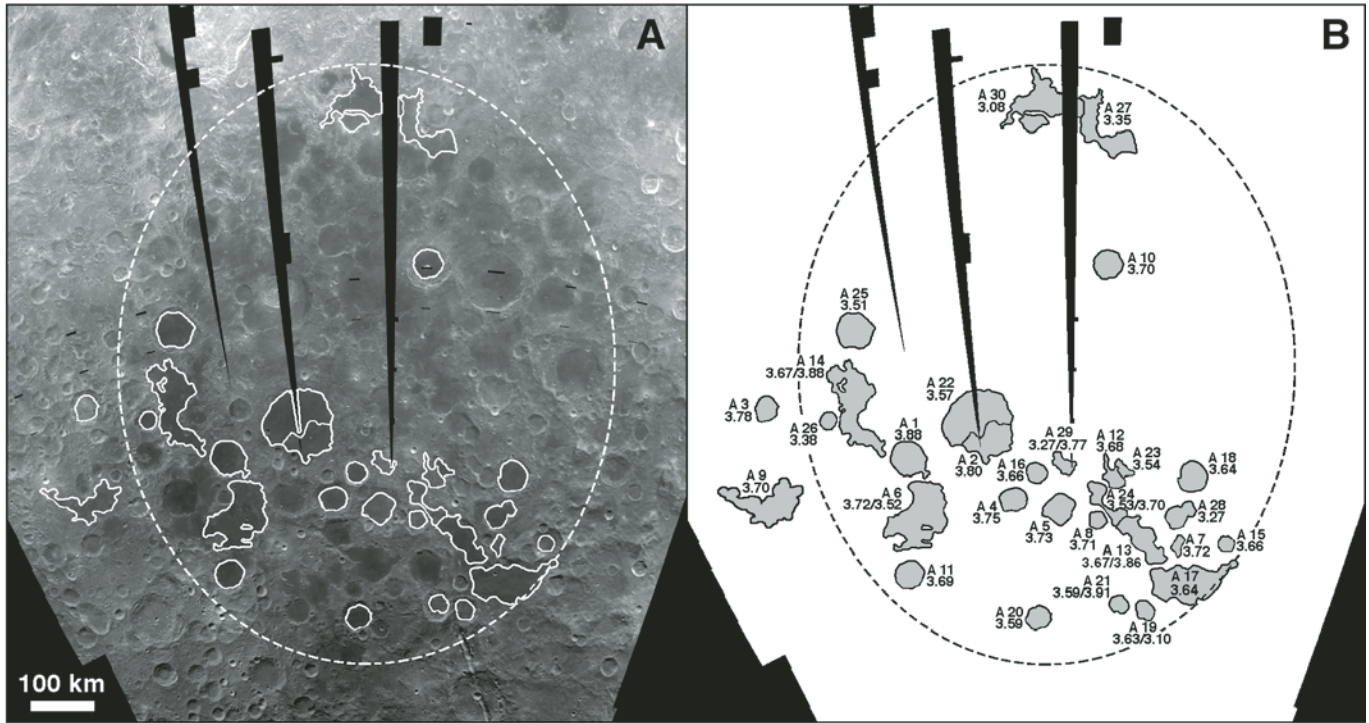 A
100 km
B
A 30
3.08
A 27
3.35
A 10
3.70
A 25
3.51
A 14
3.67/3.88
A 22
3.57
A 3
3.78
A 26
3.38
A 1
3.88
A 2
3.80
A 29
3.27/3.77
A 12
3.68
A 23
3.54
A 16
3.66
A 18
3.64
A 9
3.70
A 6
3.72/3.52
A 4
3.75
A 5
3.73
A 24
3.53/3.70
A 28
3.27
A 8
3.71
A 7
3.72
A 15
3.66
A 13
3.67/3.86
A 11
3.69
A 21
3.59/3.91
A 17
3.64
A 20
3.59
A 19
3.63/3.10